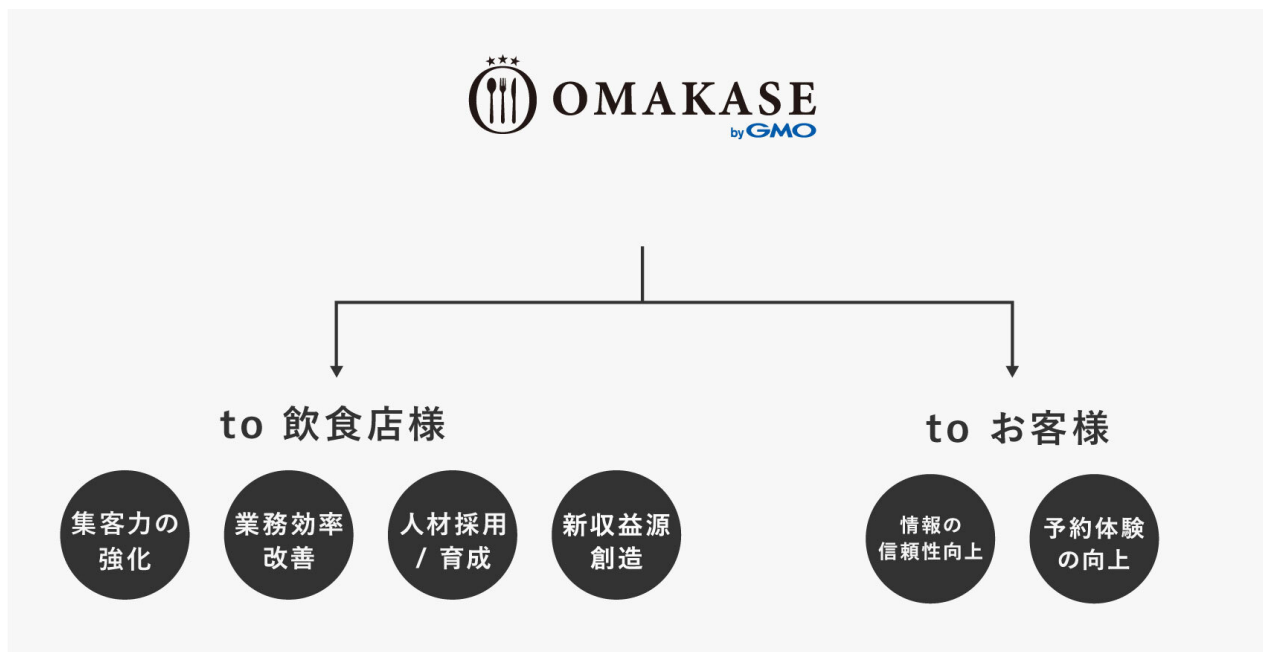 OMAKASE
by GMO
to 飲食店様
to お客様
集客力の
強化
業務効率
改善
人材採用
/ 育成
新収益源
創造
情報の
信頼性向上
予約体験
の向上